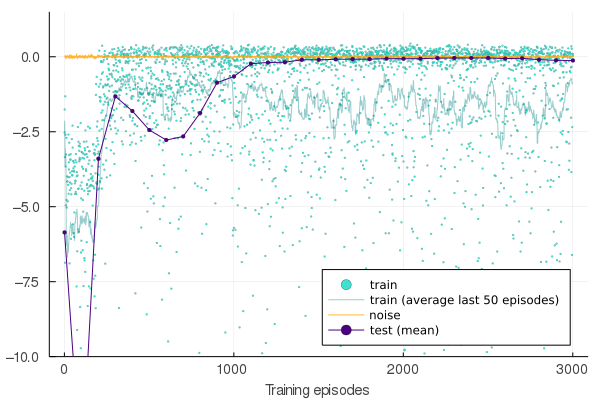 0.0
−2.5
−5.0
−7.5
−10.0
0
1000
2000
3000
Training episodes
train
train (average last 50 episodes)
noise
test (mean)